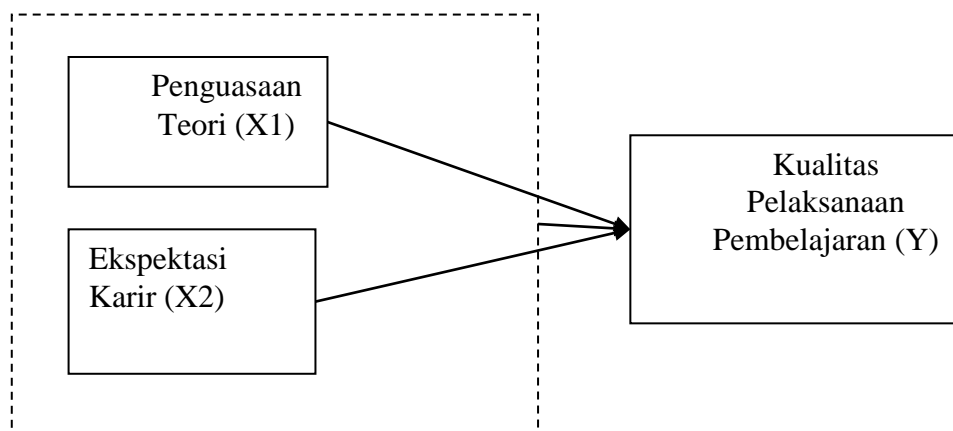 Penguasaan
Teori (X1)
Ekspektasi
Karir (X2)
Kualitas
Pelaksanaan
Pembelajaran (Y)